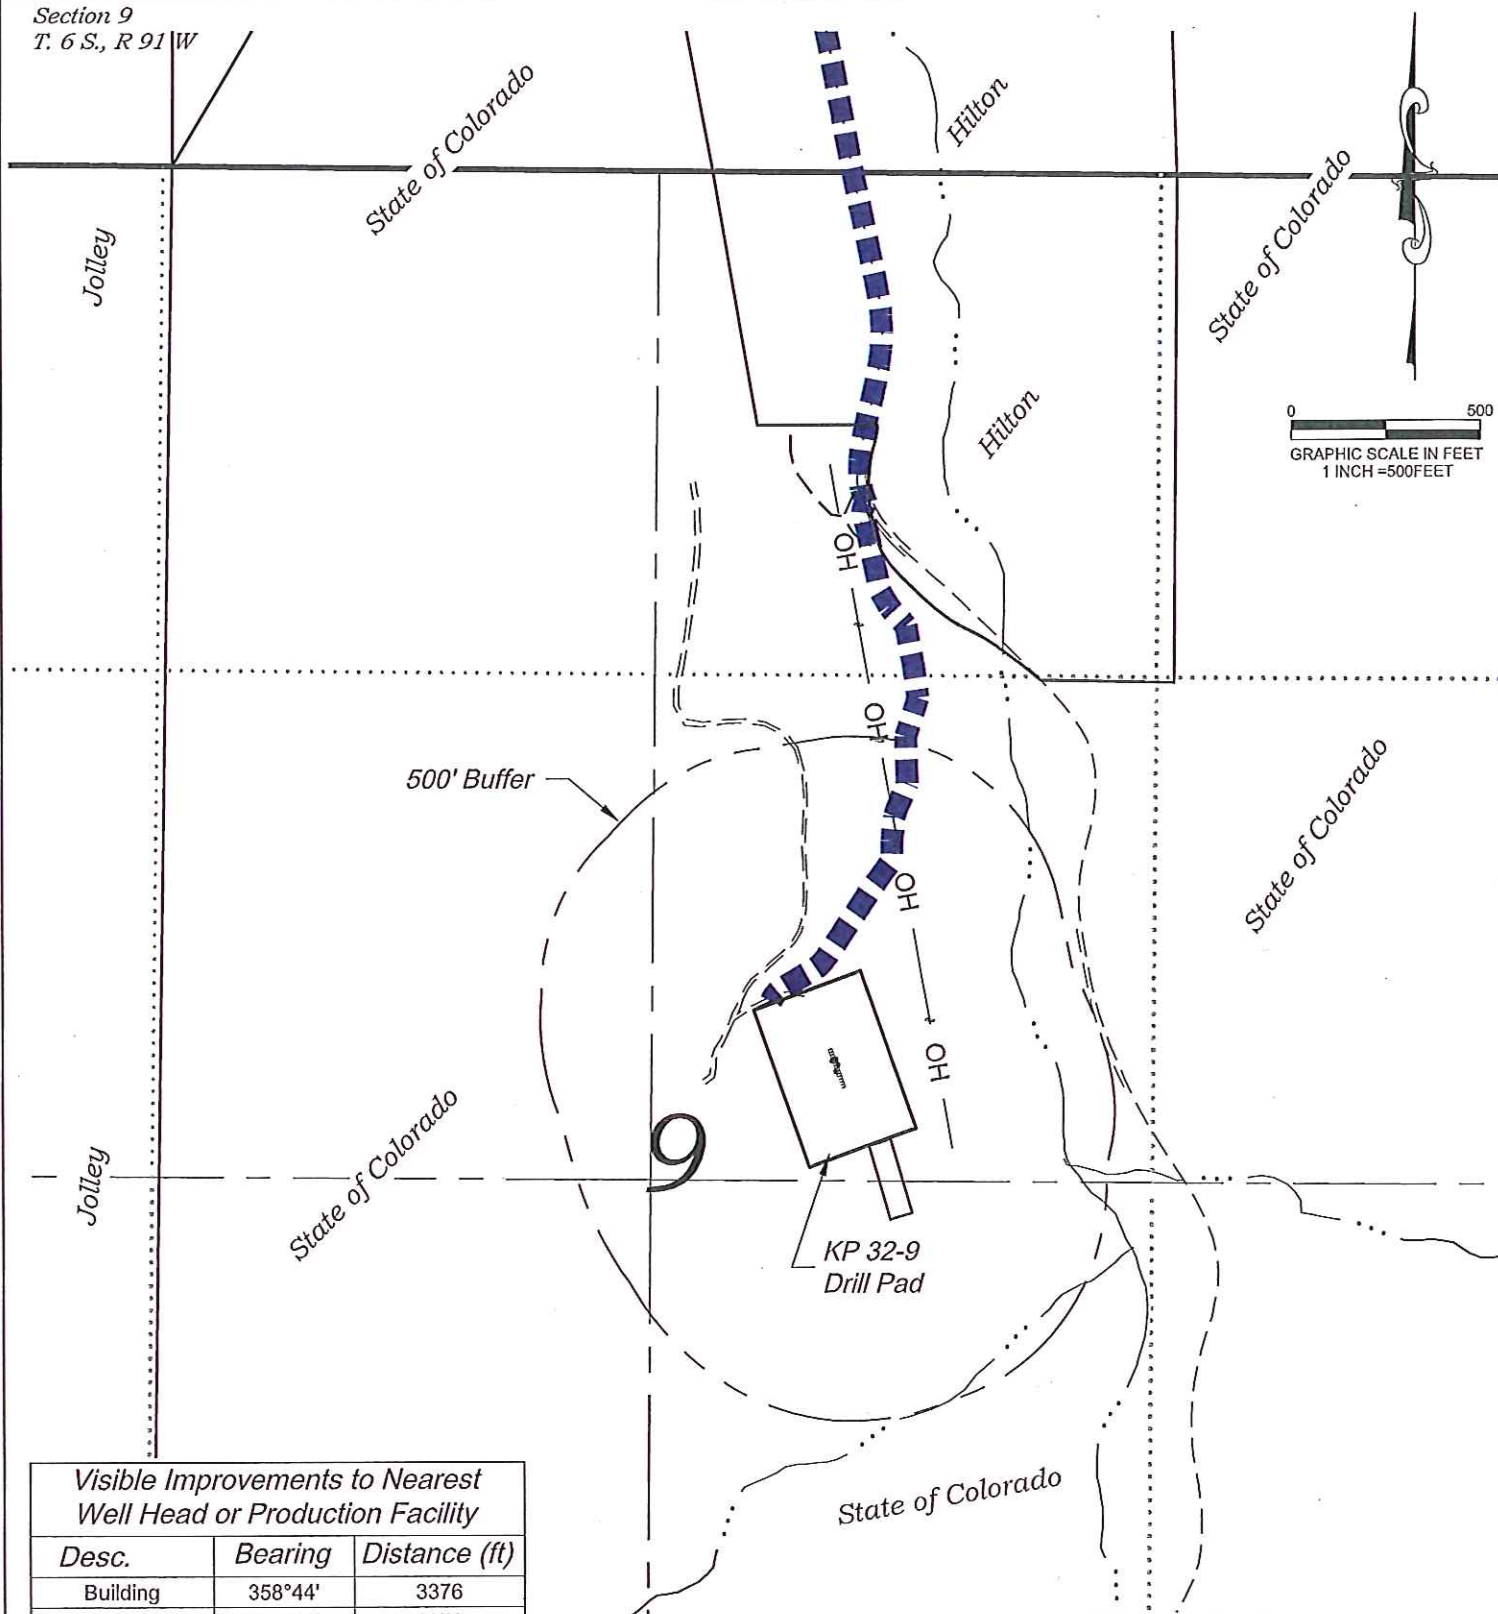 Section 9
T. 6 S., R 91 W
State of Colorado
Hilton
Jolley
State of Colorado
0 500
GRAPHIC SCALE IN FEET
1 INCH =500FEET
Hilton
OH
OH
500' Buffer
State of Colorado
OH
OH
9
State of Colorado
Jolley
KP 32-9
Drill Pad
State of Colorado
Visible Improvements to Nearest
Well Head or Production Facility
Desc. Bearing Distance (ft)
Building 358°44' 3376